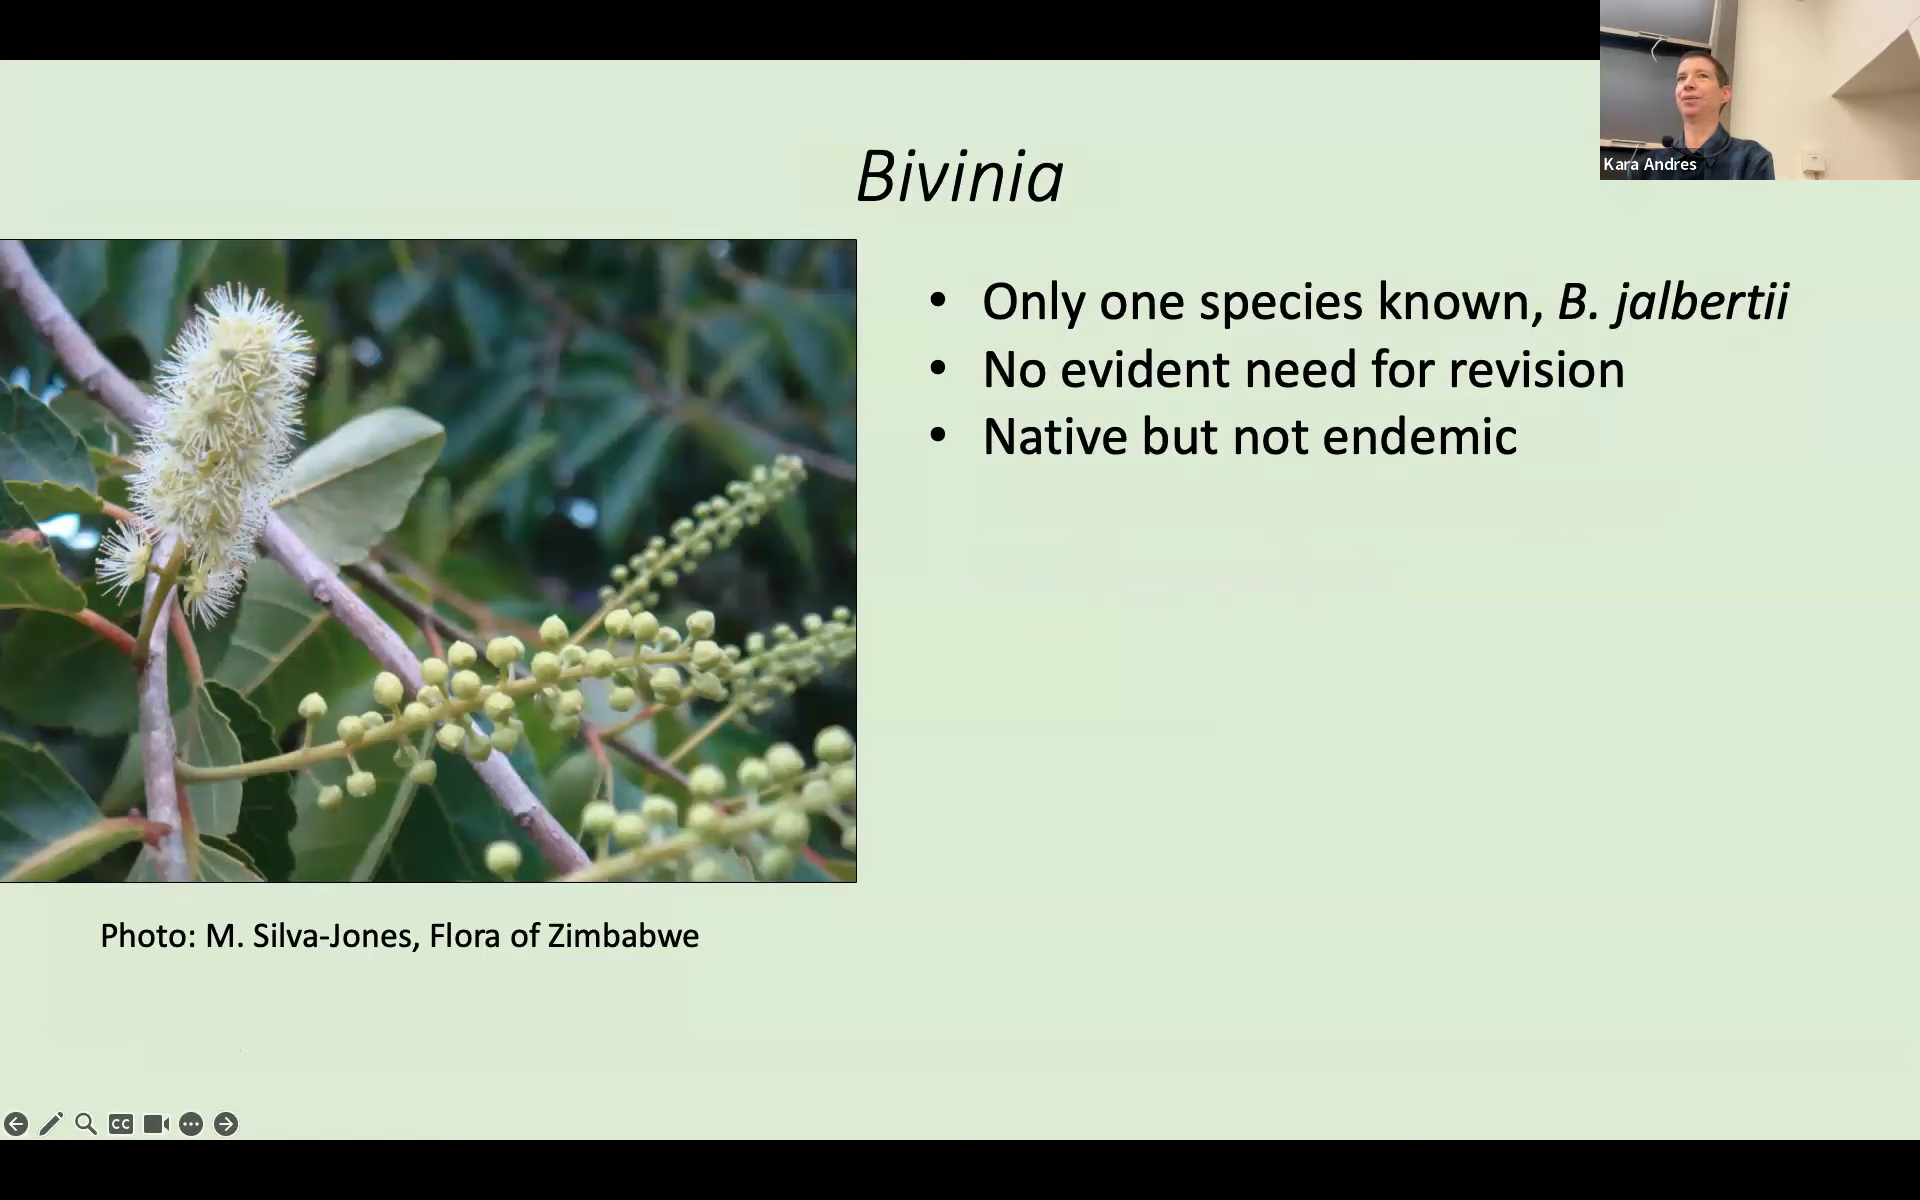 Kara Andres
Bivinia
• Only one species known, B. jalbertii
• No evident need for revision
• Native but not endemic
Photo: M. Silva-Jones, Flora of Zimbabwe
CC